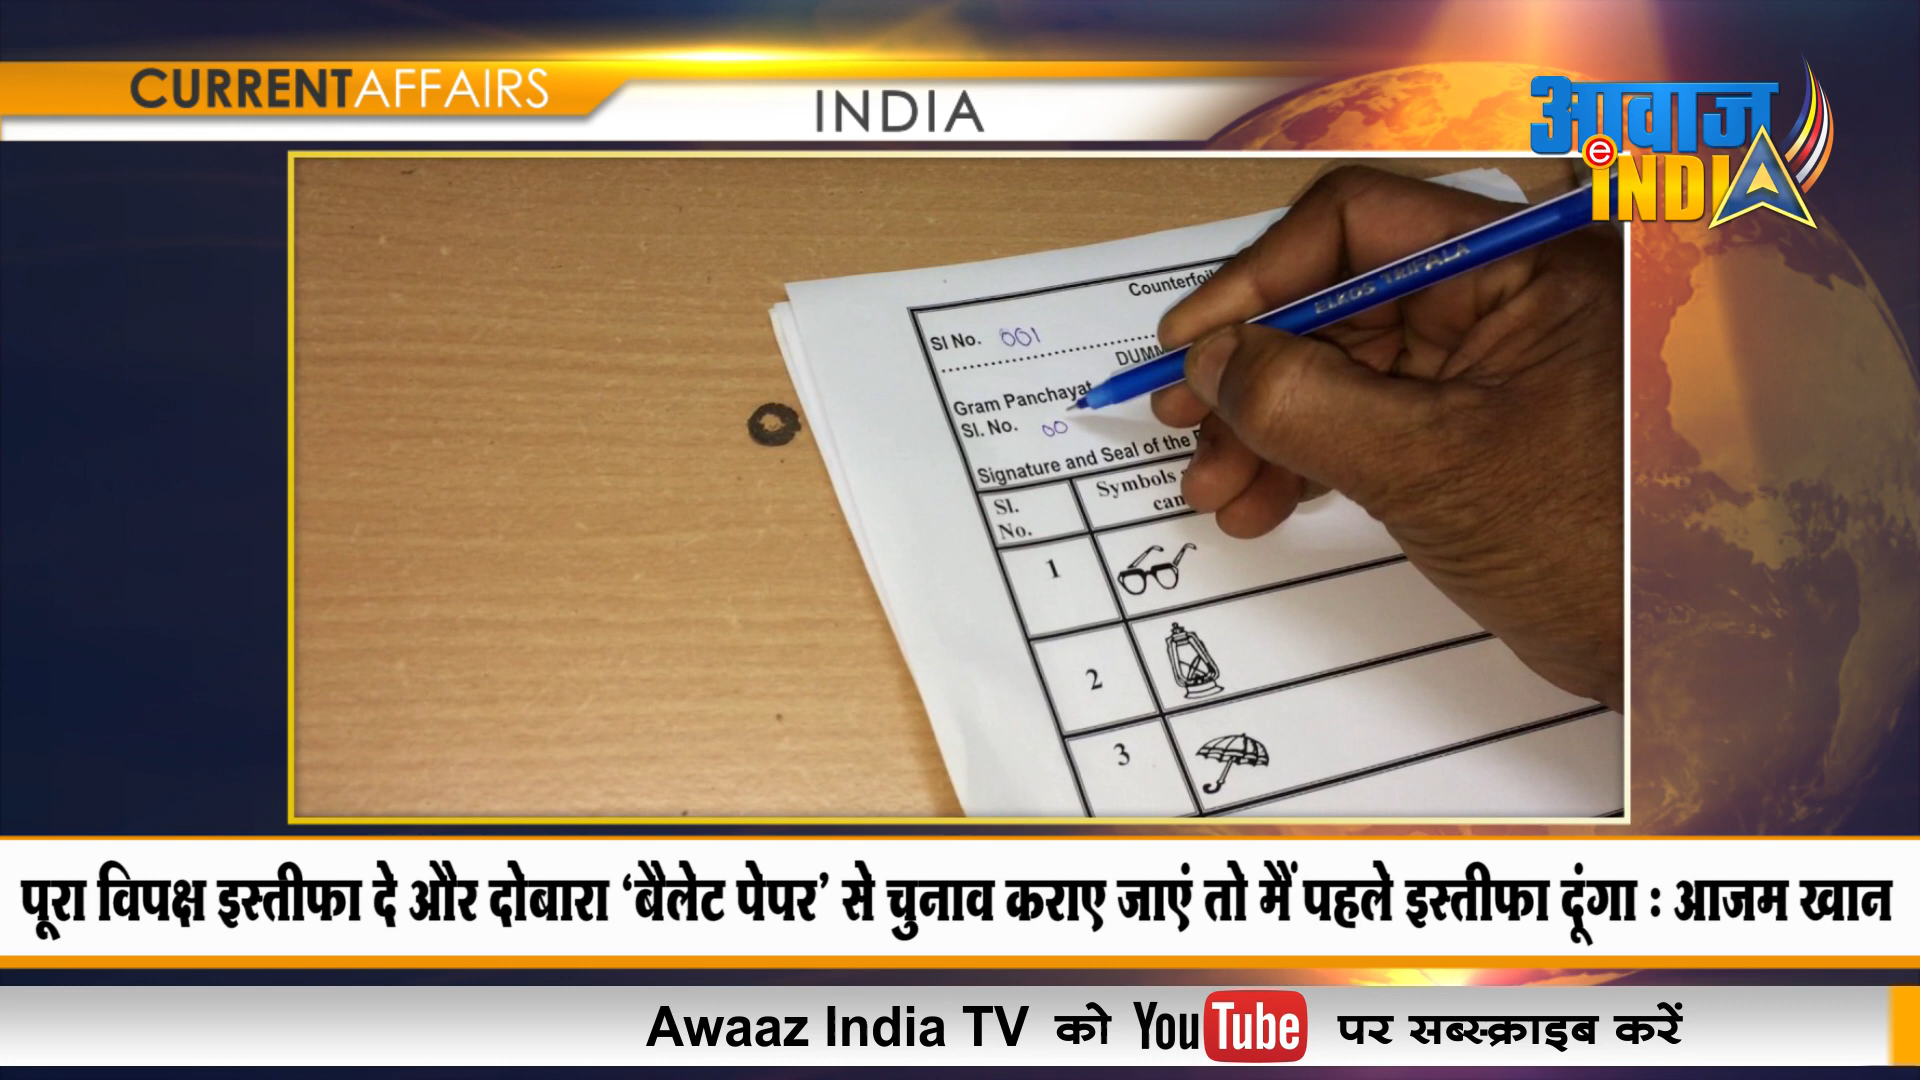 CURRENTAFFAIRS
INDIA
आवाज
e
INDIA
Counterfoil
Sl No. 001
Gram Panchayat
Sl. No. 00
Signature and Seal of the
Sl.
No.
Symbols
1
2
3
ELKOS TRIFALA
पूरा विपक्ष इस्तीफा दे और दोबारा ‘बैलेट पेपर’ से चुनाव कराए जाएं तो मैं पहले इस्तीफा दूंगा : आजम खान
Awaaz India TV को YouTube पर सब्स्क्राइब करें